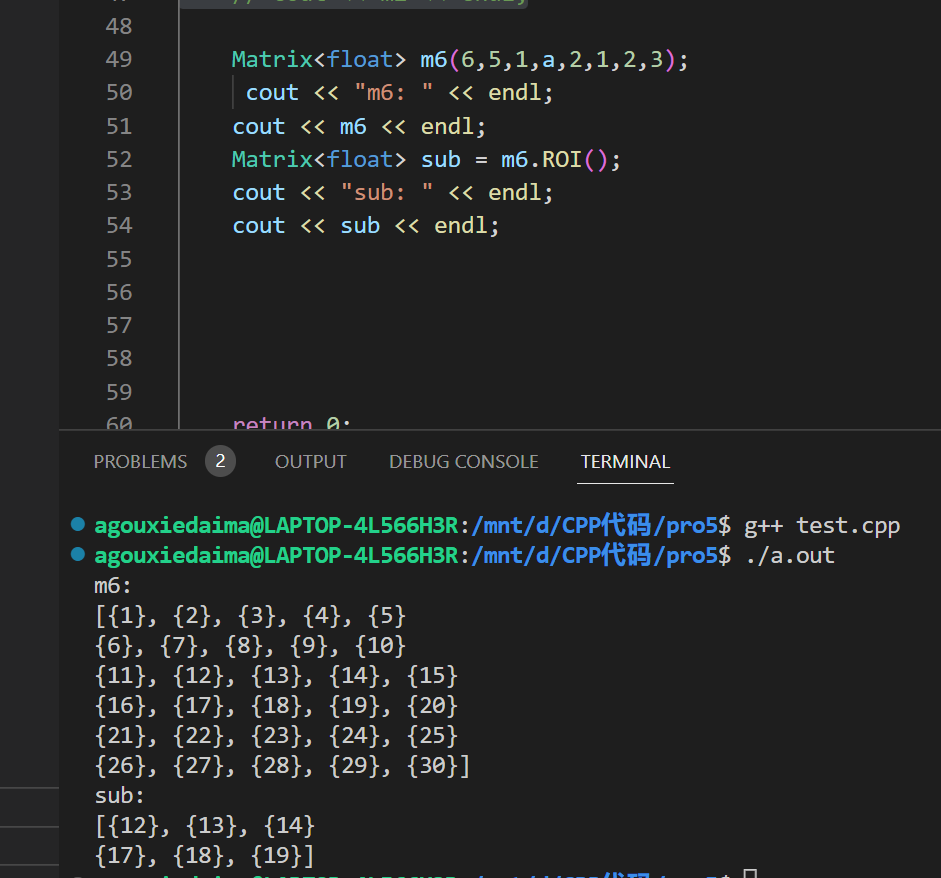 48
49 Matrix<float> m6(6,5,1,a,2,1,2,3);
50 cout << "m6: " << endl;
51 cout << m6 << endl;
52 Matrix<float> sub = m6.ROI();
53 cout << "sub: " << endl;
54 cout << sub << endl;
55
56
57
58
59
60 return 0;
PROBLEMS 2 OUTPUT DEBUG CONSOLE TERMINAL
agouxiedaima@LAPTOP-4L566H3R:/mnt/d/CPP代码/pro5$ g++ test.cpp
agouxiedaima@LAPTOP-4L566H3R:/mnt/d/CPP代码/pro5$ ./a.out
m6:
[{1}, {2}, {3}, {4}, {5}
{6}, {7}, {8}, {9}, {10}
{11}, {12}, {13}, {14}, {15}
{16}, {17}, {18}, {19}, {20}
{21}, {22}, {23}, {24}, {25}
{26}, {27}, {28}, {29}, {30}]
sub:
[{12}, {13}, {14}
{17}, {18}, {19}]